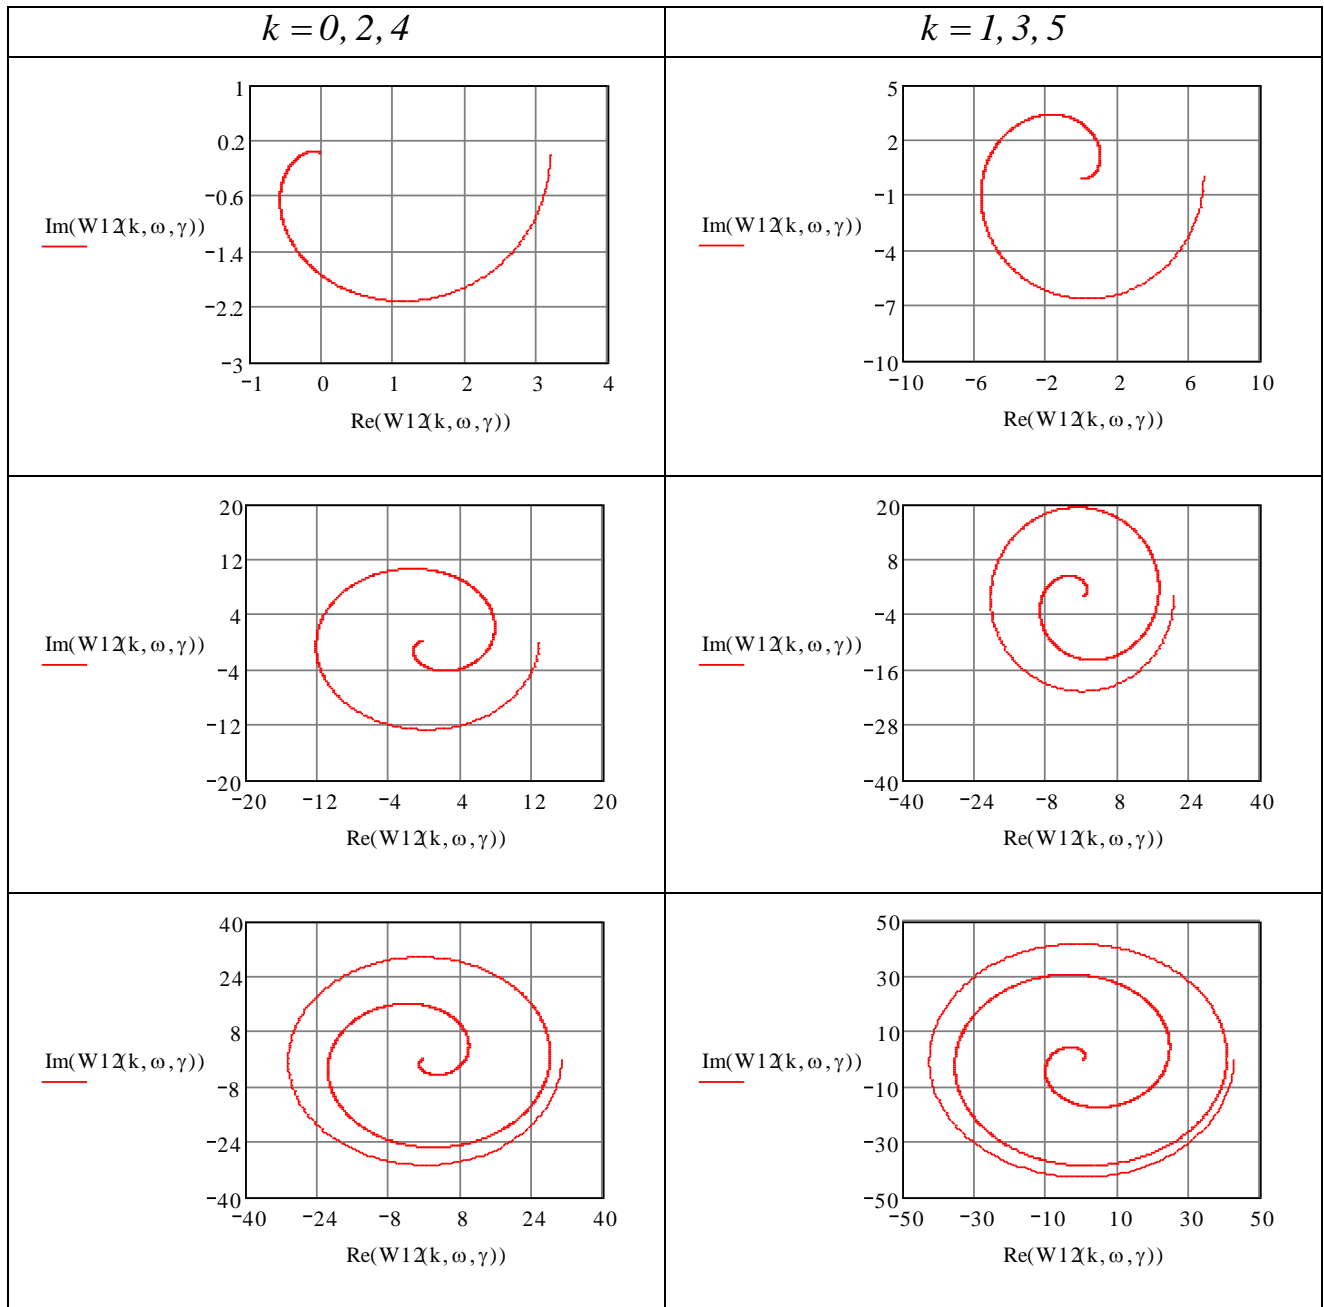 k = 0, 2, 4
k = 1, 3, 5
1
0.2
−0.6
−1.4
−2.2
−3
Im(W12(k, ω, γ))
−1 0 1 2 3 4
Re(W12(k, ω, γ))
5
2
−1
−4
−7
−10
Im(W12(k, ω, γ))
−10 −6 −2 2 6 10
Re(W12(k, ω, γ))
20
12
4
−4
−12
−20
Im(W12(k, ω, γ))
−20 −12 −4 4 12 20
Re(W12(k, ω, γ))
20
8
−4
−16
−28
−40
Im(W12(k, ω, γ))
−40 −24 −8 8 24 40
Re(W12(k, ω, γ))
40
24
8
−8
−24
−40
Im(W12(k, ω, γ))
−40 −24 −8 8 24 40
Re(W12(k, ω, γ))
50
30
10
−10
−30
−50
Im(W12(k, ω, γ))
−50 −30 −10 10 30 50
Re(W12(k, ω, γ))